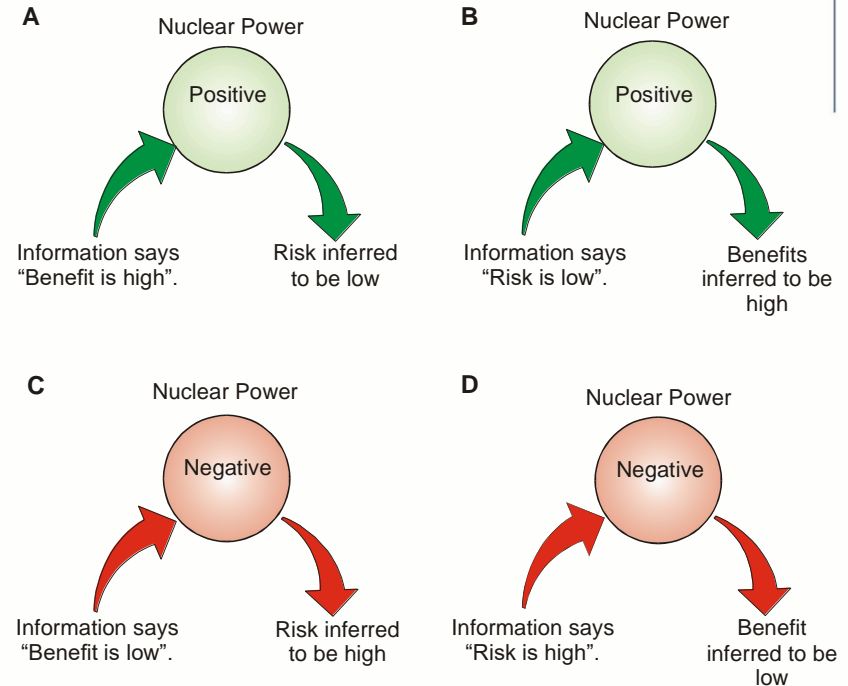 A
Nuclear Power
Positive
Information says
“Benefit is high”.
Risk inferred
to be low
B
Nuclear Power
Positive
Information says
“Risk is low”.
Benefits
inferred to be
high
C
Nuclear Power
Negative
Information says
“Benefit is low”.
Risk inferred
to be high
D
Nuclear Power
Negative
Information says
“Risk is high”.
Benefit
inferred to be
low